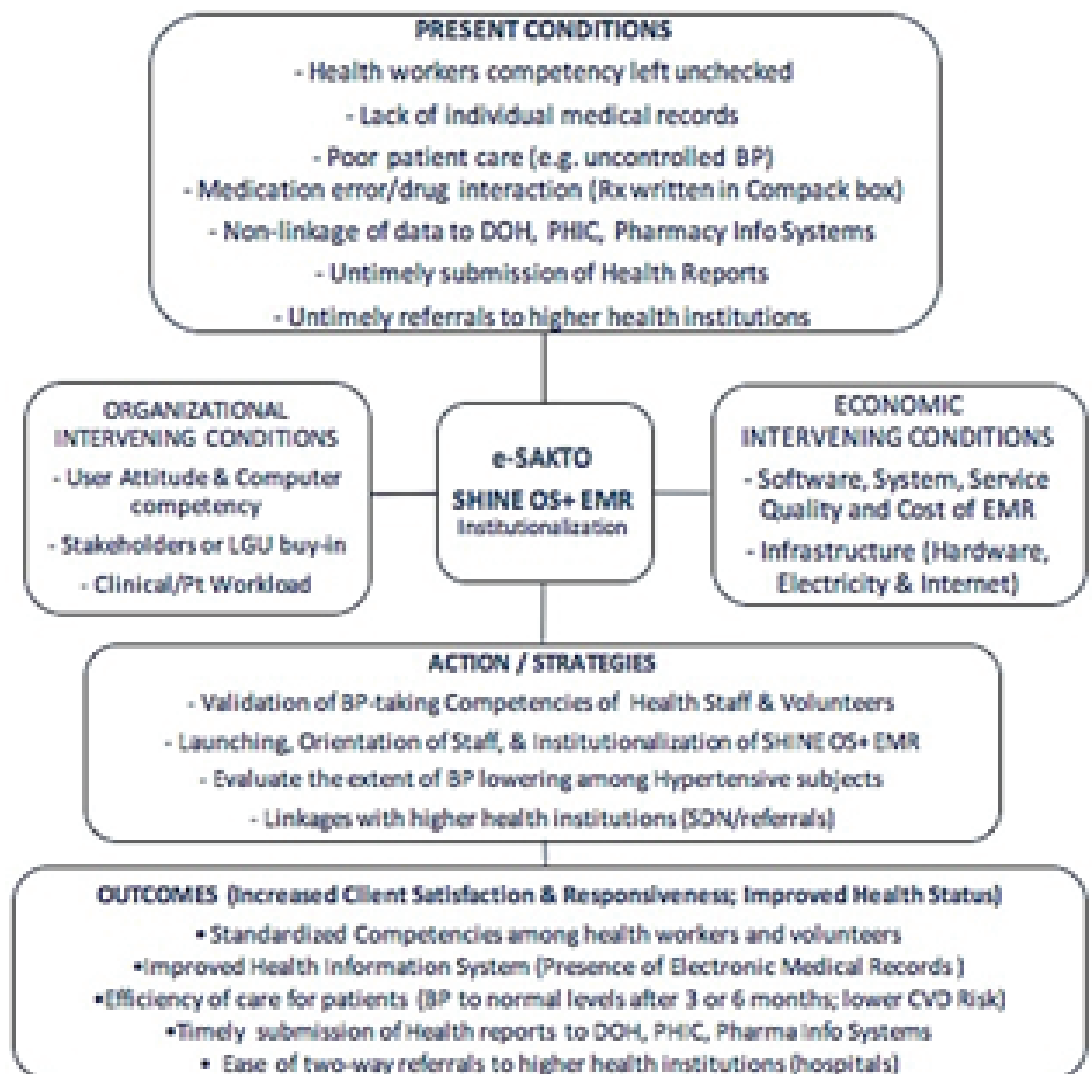 PRESENT CONDITIONS
- Health workers competency left unchecked
- Lack of individual medical records
- Poor patient care (e.g. uncontrolled BP)
- Medication error/drug interaction (Rx written in Compack box)
- Non-linkage of data to DOH, PHIC, Pharmacy Info Systems
- Untimely submission of Health Reports
- Untimely referrals to higher health institutions
ORGANIZATIONAL
INTERVENING CONDITIONS
- User Attitude & Computer
competency
- Stakeholders or LGU buy-in
- Clinical/Pt Workload
e-SAKTO
SHINE OS+ EMR
Institutionalization
ECONOMIC
INTERVENING CONDITIONS
- Software, System, Service
Quality and Cost of EMR
- Infrastructure (Hardware,
Electricity & Internet)
ACTION / STRATEGIES
- Validation of BP-taking Competencies of Health Staff & Volunteers
- Launching, Orientation of Staff, & Institutionalization of SHINE OS+ EMR
- Evaluate the extent of BP lowering among Hypertensive subjects
- Linkages with higher health institutions (SDN/referrals)
OUTCOMES (Increased Client Satisfaction & Responsiveness; Improved Health Status)
• Standardized Competencies among health workers and volunteers
•Improved Health Information System (Presence of Electronic Medical Records )
•Efficiency of care for patients (BP to normal levels after 3 or 6 months; lower CVD Risk)
•Timely submission of Health reports to DOH, PHIC, Pharma Info Systems
• Ease of two-way referrals to higher health institutions (hospitals)